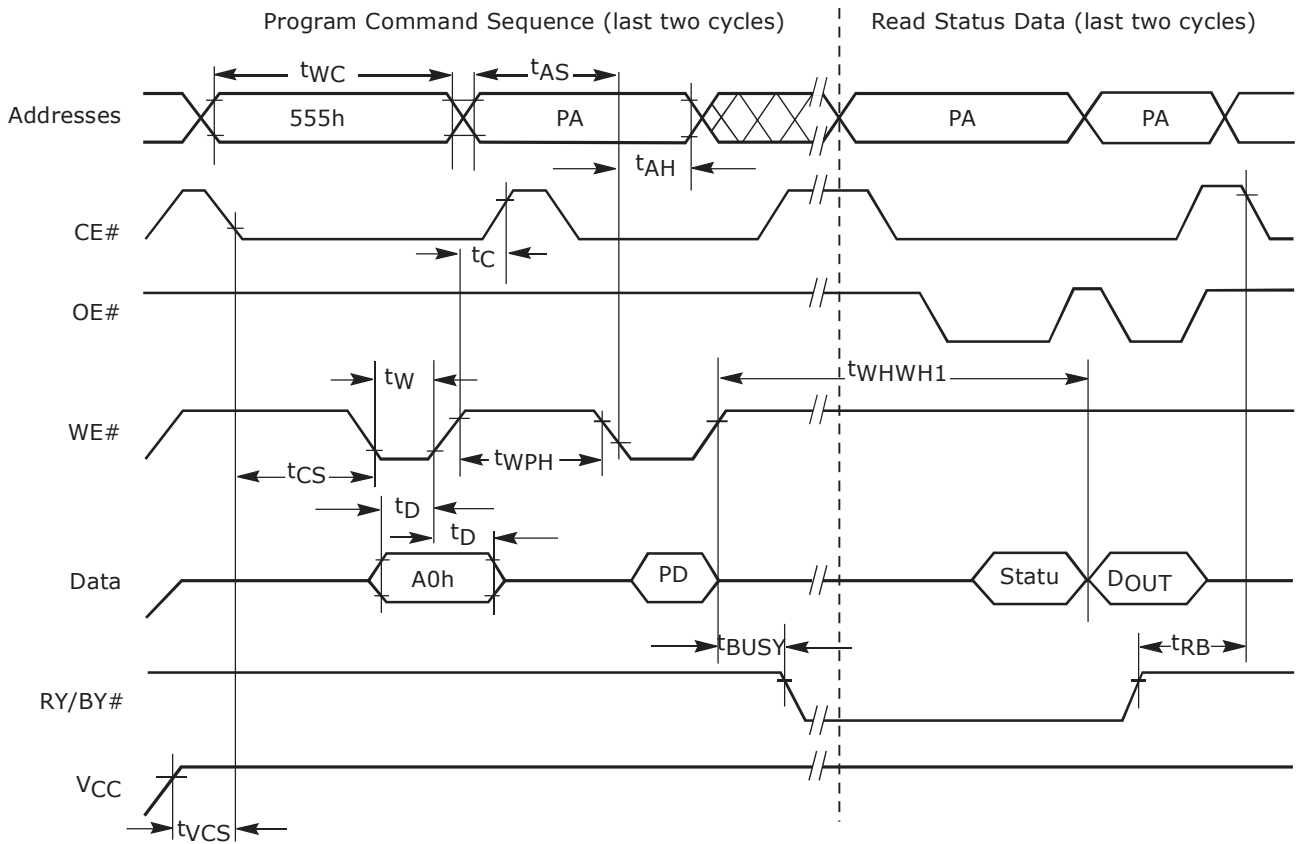 Program Command Sequence (last two cycles) Read Status Data (last two cycles)
tWC tAS
Addresses 555h PA PA PA
tAH
CE#
tC
OE#
tW tWHWH1
WE#
tCS tWPH
tD
tD
Data A0h PD Statu DOUT
tBUSY tRB
RY/BY#
VCC
tVCS